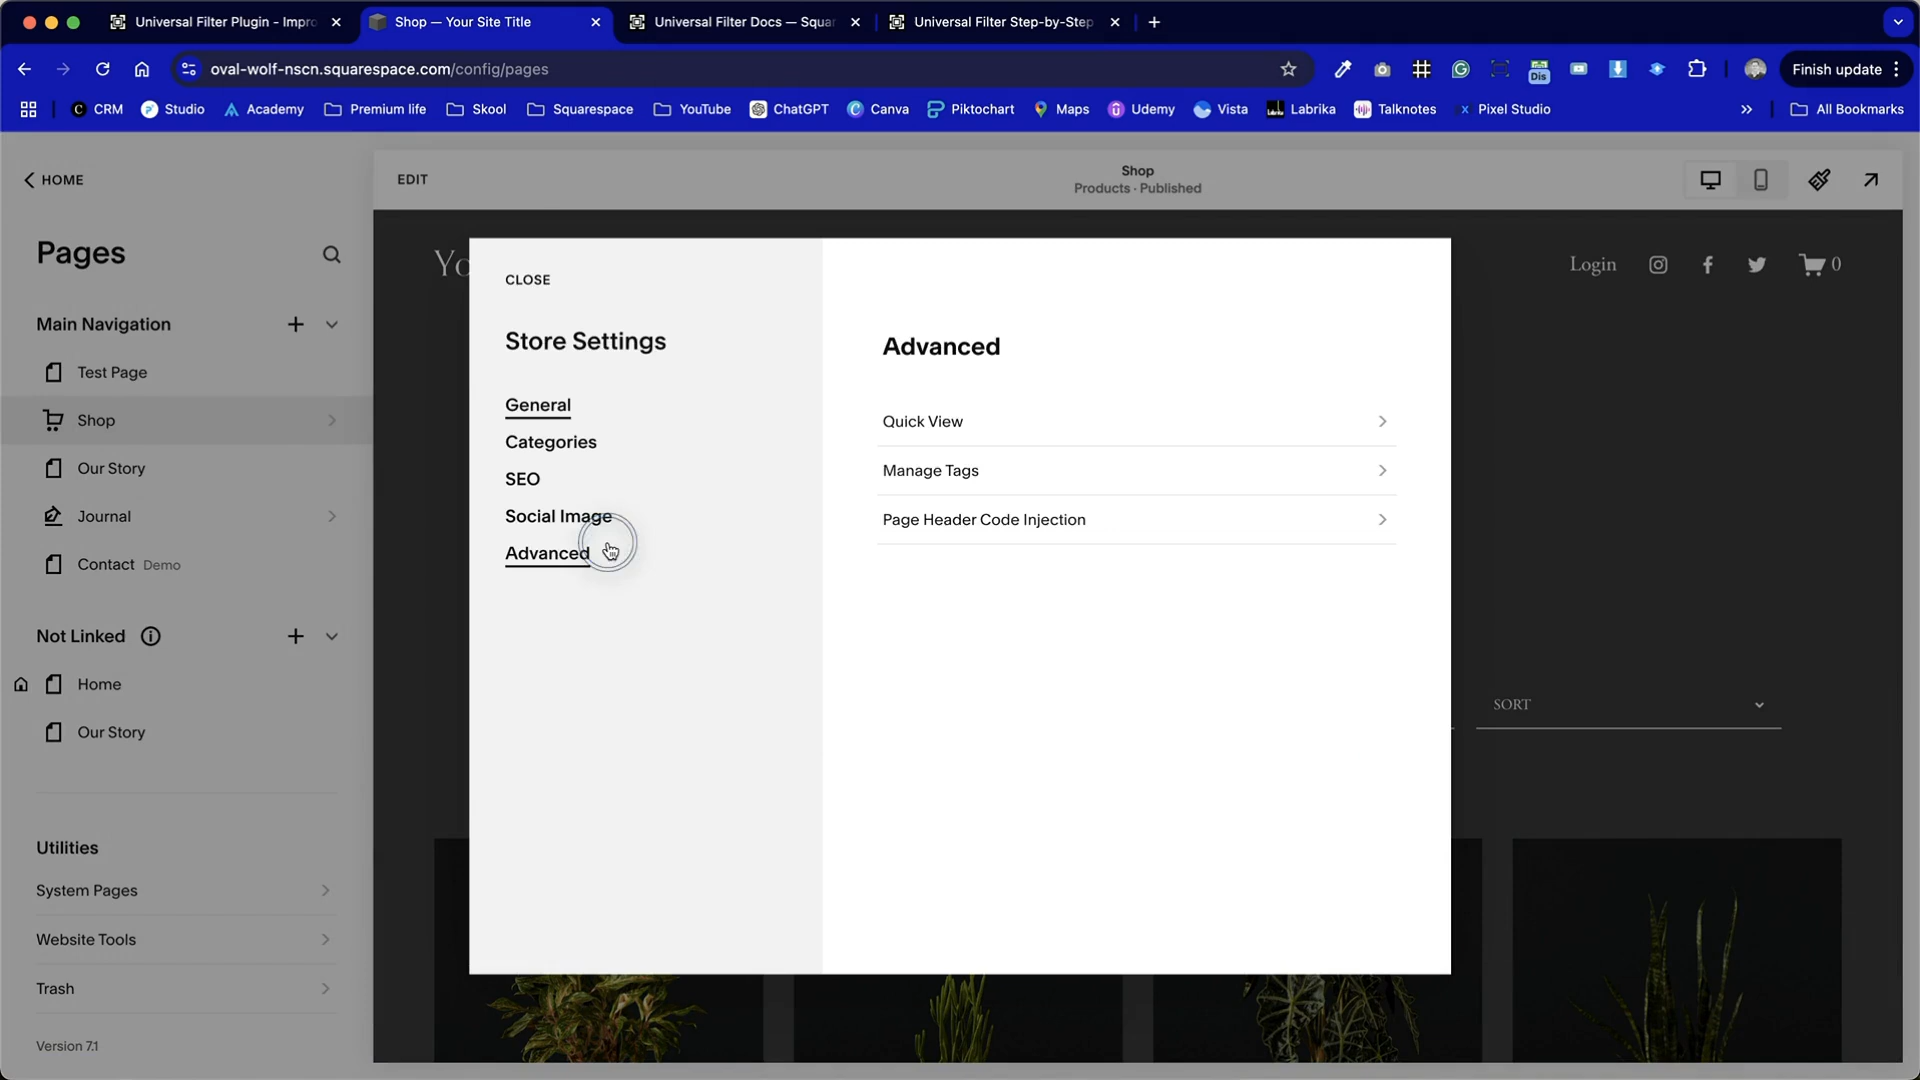 Universal Filter Plugin - Impro
Shop — Your Site Title
Universal Filter Docs — Squar
Universal Filter Step-by-Step
oval-wolf-nscn.squarespace.com/config/pages
Dis
Finish update
CRM
Studio
Academy
Premium life
Skool
Squarespace
YouTube
ChatGPT
Canva
Piktochart
Maps
Udemy
Vista
Labrika
Talknotes
Pixel Studio
All Bookmarks
HOME
EDIT
Shop
Products · Published
Pages
Main Navigation
Test Page
Shop
Our Story
Journal
Contact Demo
Not Linked
Home
Our Story
Utilities
System Pages
Website Tools
Trash
Version 7.1
Yo
Login
0
CLOSE
Store Settings
General
Categories
SEO
Social Image
Advanced
Advanced
Quick View
Manage Tags
Page Header Code Injection
SORT